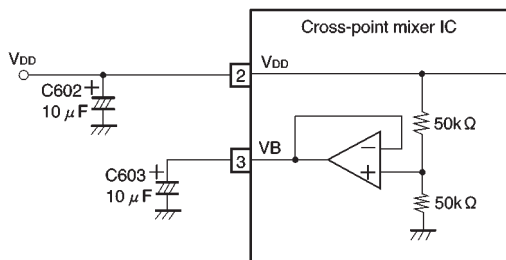 Cross-point mixer IC
VDD
2
VDD
C602 +
10 μF
50kΩ
3
VB
−
+
C603 +
10 μF
50kΩ